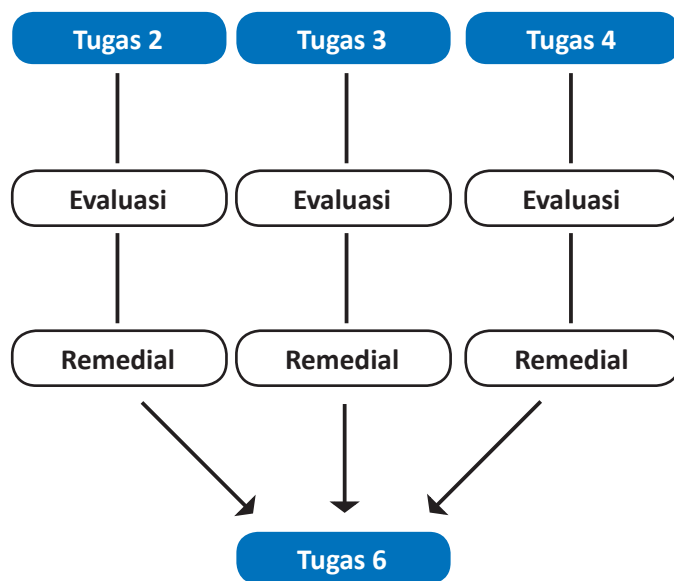 Tugas 2
Tugas 3
Tugas 4
Evaluasi
Evaluasi
Evaluasi
Remedial
Remedial
Remedial
Tugas 6